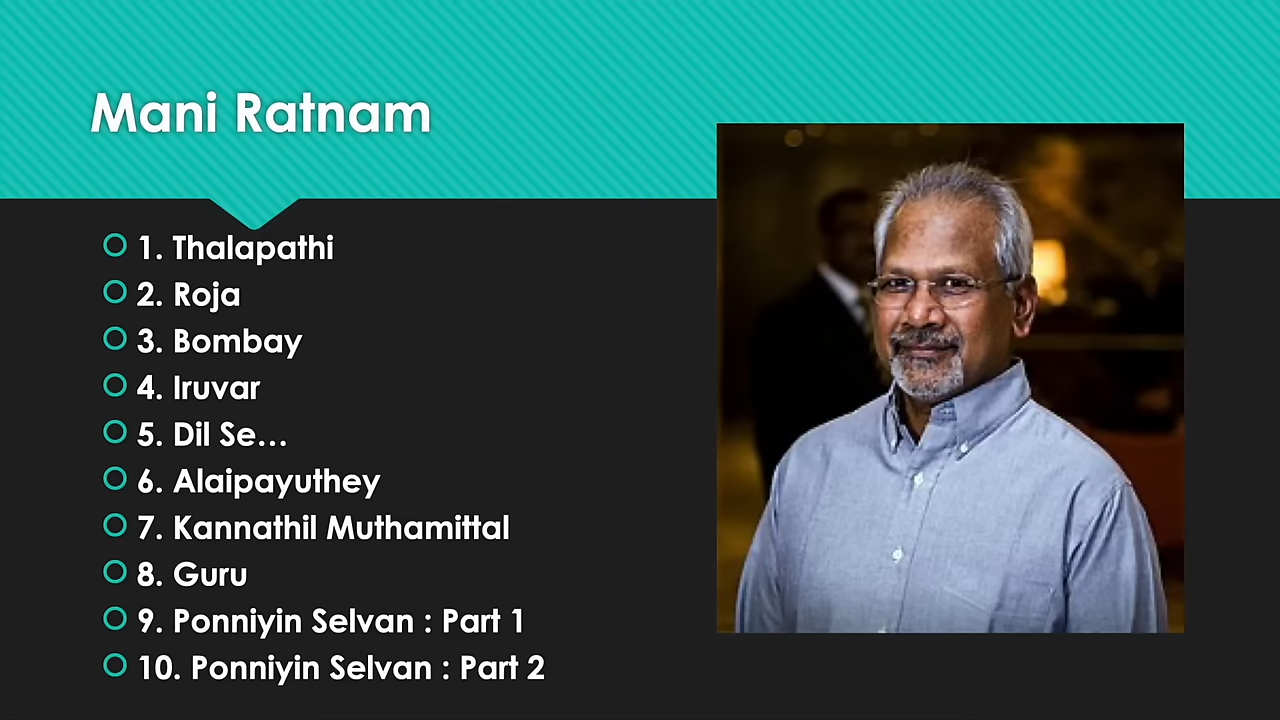 Mani Ratnam
1. Thalapathi
2. Roja
3. Bombay
4. Iruvar
5. Dil Se...
6. Alaipayuthey
7. Kannathil Muthamittal
8. Guru
9. Ponniyin Selvan : Part 1
10. Ponniyin Selvan : Part 2